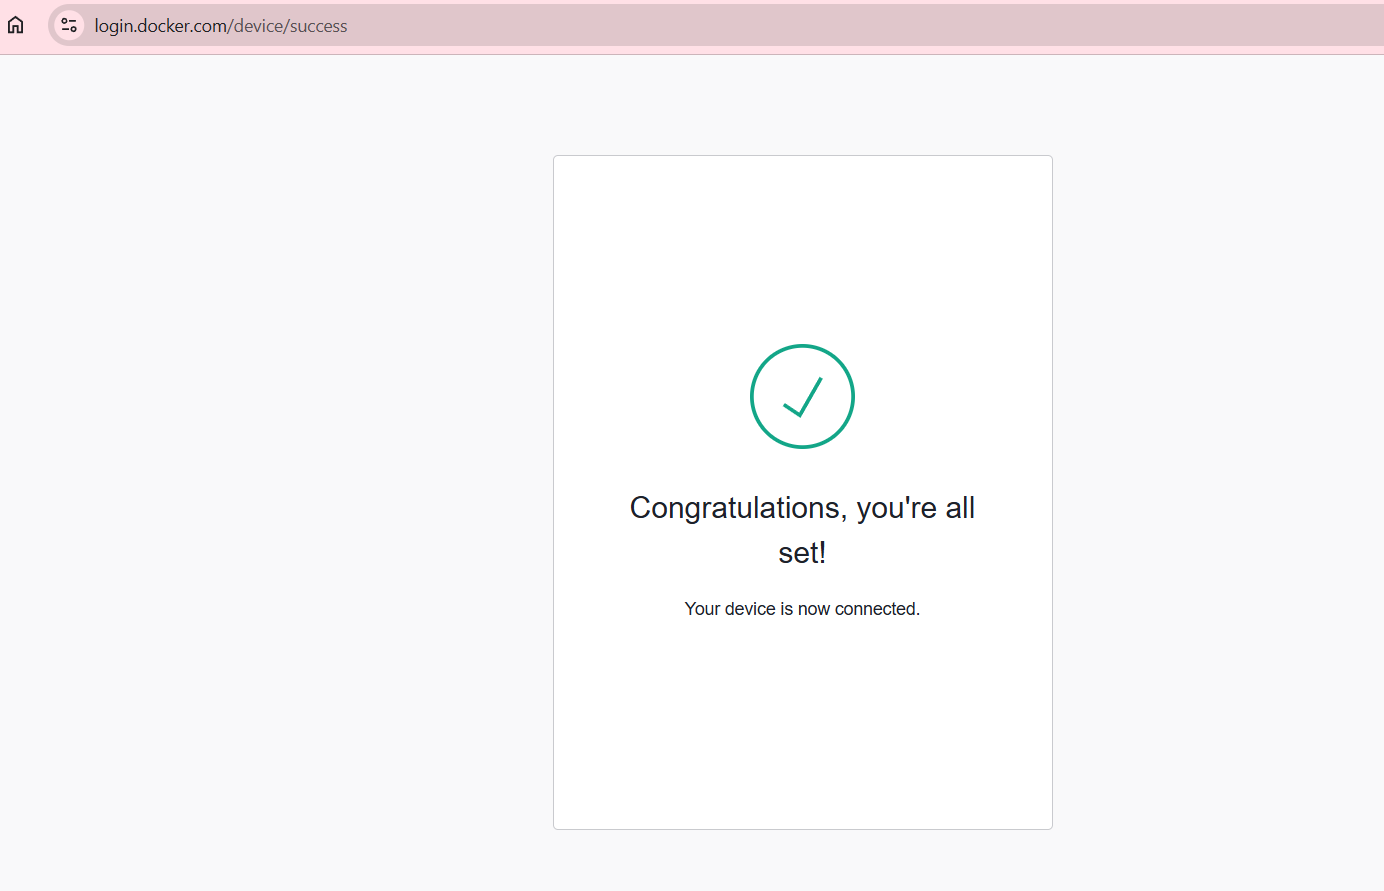 login.docker.com/device/success
Congratulations, you're all
set!
Your device is now connected.